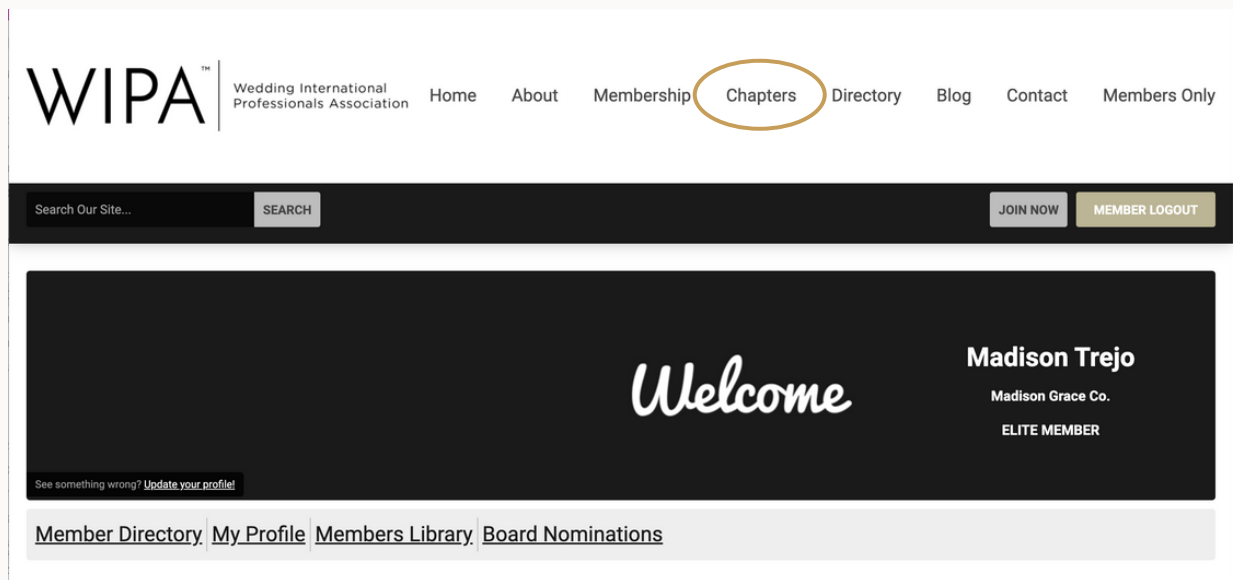 WIPA™
Wedding International
Professionals Association
Home About Membership Chapters Directory Blog Contact Members Only
Search Our Site... SEARCH JOIN NOW MEMBER LOGOUT
Welcome
Madison Trejo
Madison Grace Co.
ELITE MEMBER
See something wrong? Update your profile!
Member Directory My Profile Members Library Board Nominations